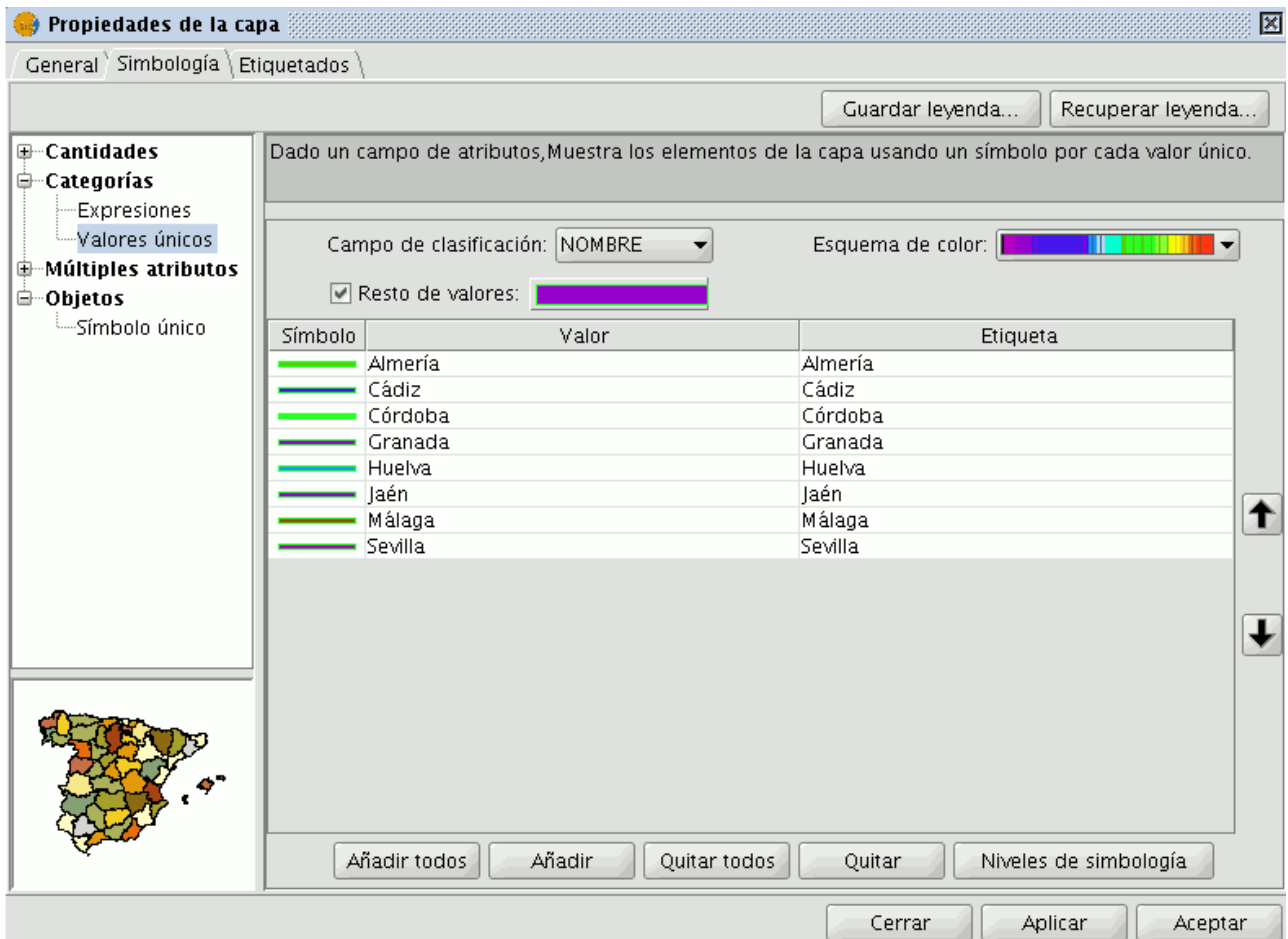 Propiedades de la capa
General Simbología Etiquetados
Guardar leyenda... Recuperar leyenda...
Cantidades
Categorías
Expresiones
Valores únicos
Múltiples atributos
Objetos
Símbolo único
Dado un campo de atributos,Muestra los elementos de la capa usando un símbolo por cada valor único.
Campo de clasificación: NOMBRE Esquema de color:
Resto de valores:
Símbolo Valor Etiqueta
Almería Almería
Cádiz Cádiz
Córdoba Córdoba
Granada Granada
Huelva Huelva
Jaén Jaén
Málaga Málaga
Sevilla Sevilla
Añadir todos Añadir Quitar todos Quitar Niveles de simbología
Cerrar Aplicar Aceptar